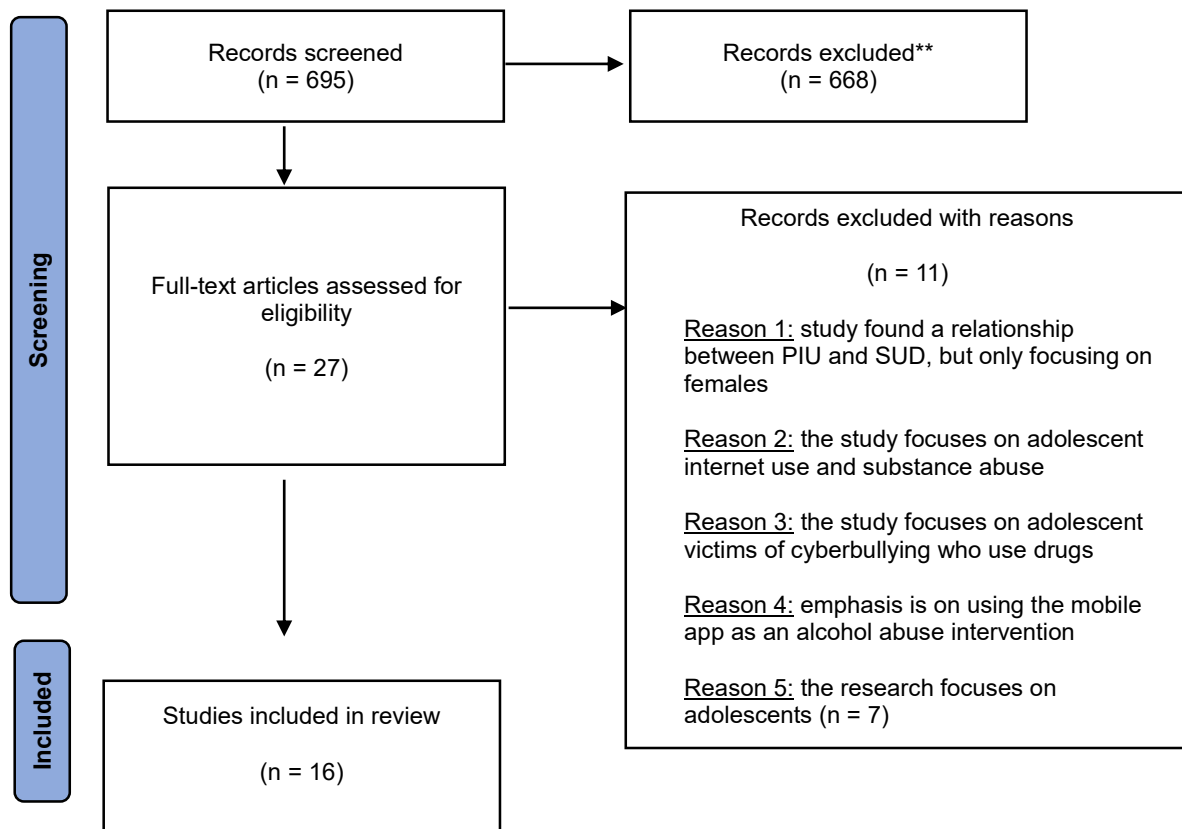 Screening
Records screened
(n = 695)
Records excluded**
(n = 668)
Full-text articles assessed for
eligibility
(n = 27)
Records excluded with reasons
(n = 11)
Reason 1: study found a relationship
between PIU and SUD, but only focusing on
females
Reason 2: the study focuses on adolescent
internet use and substance abuse
Reason 3: the study focuses on adolescent
victims of cyberbullying who use drugs
Reason 4: emphasis is on using the mobile
app as an alcohol abuse intervention
Reason 5: the research focuses on
adolescents (n = 7)
Included
Studies included in review
(n = 16)